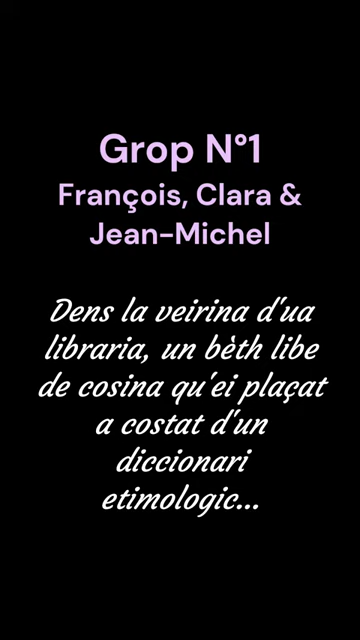 Grop N°1
François, Clara &
Jean-Michel
Dens la veirina d'ua
libraria, un bèth libe
de cosina qu'ei plaçat
a costat d'un
diccionari
etimologic...